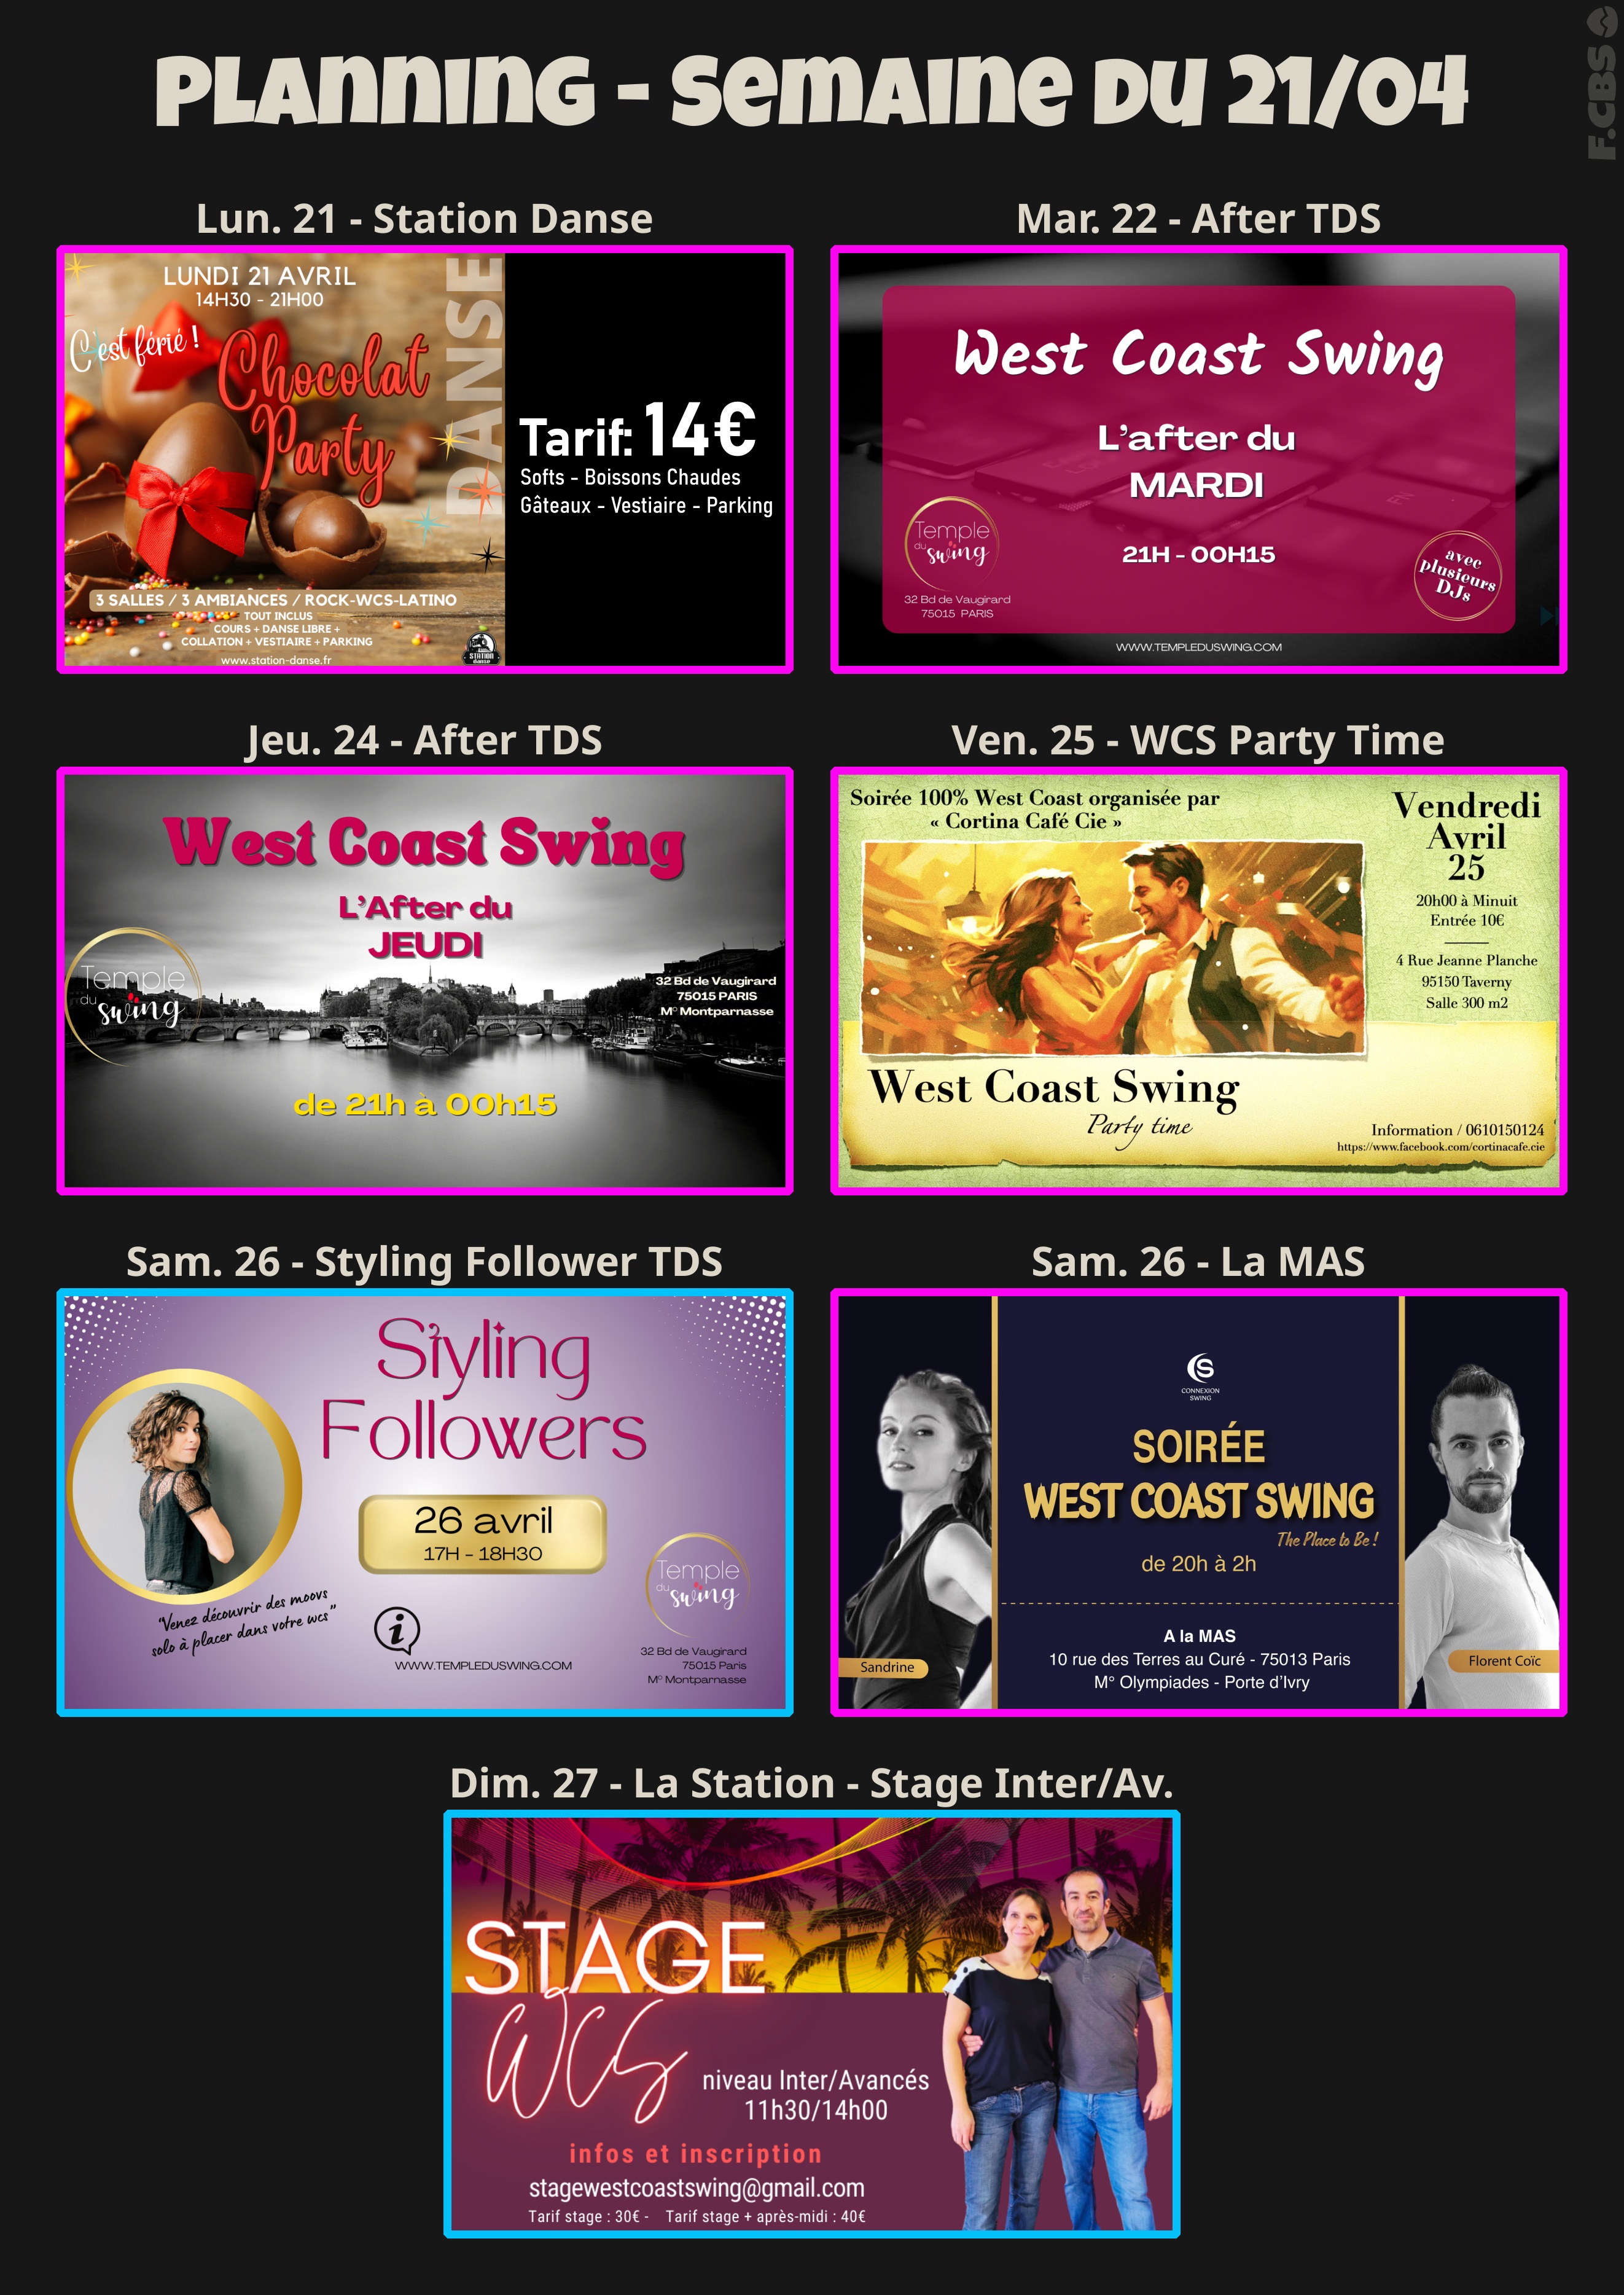 F.CBS
Planning - Semaine du 21/04
Lun. 21 - Station Danse
LUNDI 21 AVRIL
14H30 - 21H00
C'est férié !
Chocolat
Party
DANSE
Tarif: 14€
Softs - Boissons Chaudes
Gâteaux - Vestiaire - Parking
3 SALLES / 3 AMBIANCES / ROCK-WCS-LATINO
TOUT INCLUS
COURS + DANSE LIBRE +
COLLATION + VESTIAIRE + PARKING
www.station-danse.fr
STATION
danse
Mar. 22 - After TDS
West Coast Swing
L'after du
MARDI
21H - 00H15
Temple
du swing
32 Bd de Vaugirard
75015 PARIS
avec
plusieurs
DJs
WWW.TEMPLEDUSWING.COM
Jeu. 24 - After TDS
West Coast Swing
L'After du
JEUDI
Temple
du swing
32 Bd de Vaugirard
75015 PARIS
M° Montparnasse
de 21h à 00h15
Ven. 25 - WCS Party Time
Soirée 100% West Coast organisée par
« Cortina Café Cie »
Vendredi
Avril
25
20h00 à Minuit
Entrée 10€
4 Rue Jeanne Planche
95150 Taverny
Salle 300 m2
West Coast Swing
Party time
Information / 0610150124
https://www.facebook.com/cortinacafe.cie
Sam. 26 - Styling Follower TDS
Styling
Followers
26 avril
17H - 18H30
"Venez découvrir des moovs
solo à placer dans votre wcs"
i
WWW.TEMPLEDUSWING.COM
Temple
du swing
32 Bd de Vaugirard
75015 Paris
M° Montparnasse
Sam. 26 - La MAS
CS
CONNEXION
SWING
SOIRÉE
WEST COAST SWING
The Place to Be !
de 20h à 2h
A la MAS
10 rue des Terres au Curé - 75013 Paris
M° Olympiades - Porte d'Ivry
Sandrine
Florent Coïc
Dim. 27 - La Station - Stage Inter/Av.
STAGE
WCS
niveau Inter/Avancés
11h30/14h00
infos et inscription
stagewestcoastswing@gmail.com
Tarif stage : 30€ - Tarif stage + après-midi : 40€